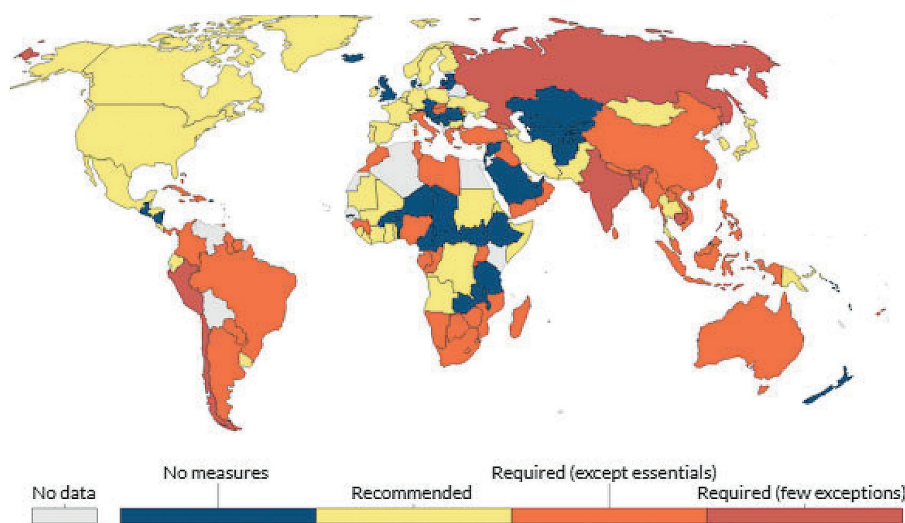 No measures
Required (except essentials)
No data
Recommended
Required (few exceptions)